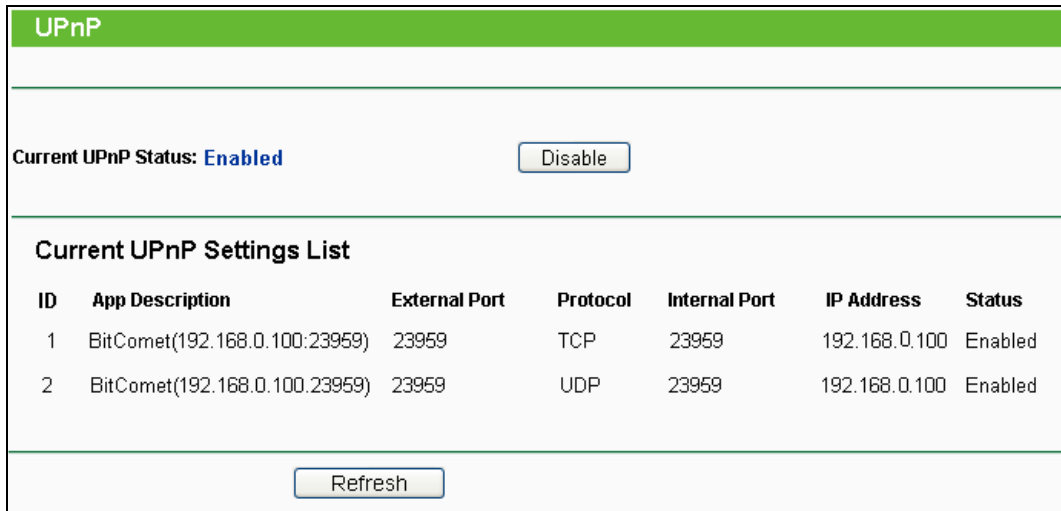 UPnP
Current UPnP Status: Enabled Disable
Current UPnP Settings List
ID App Description External Port Protocol Internal Port IP Address Status
1 BitComet(192.168.0.100:23959) 23959 TCP 23959 192.168.0.100 Enabled
2 BitComet(192.168.0.100.23959) 23959 UDP 23959 192.168.0.100 Enabled
Refresh